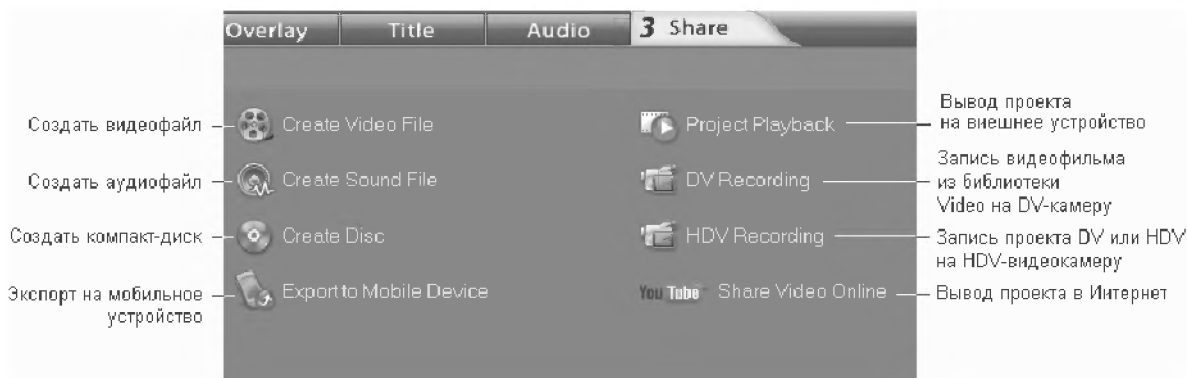 Overlay Title Audio 3 Share
Создать видеофайл Create Video File
Создать аудиофайл Create Sound File
Создать компакт-диск Create Disc
Экспорт на мобильное
устройство
Export to Mobile Device
Project Playback
Вывод проекта
на внешнее устройство
DV Recording
Запись видеофильма
из библиотеки
Video на DV-камеру
HDV Recording
Запись проекта DV или HDV
на HDV-видеокамеру
You Tube Share Video Online Вывод проекта в Интернет